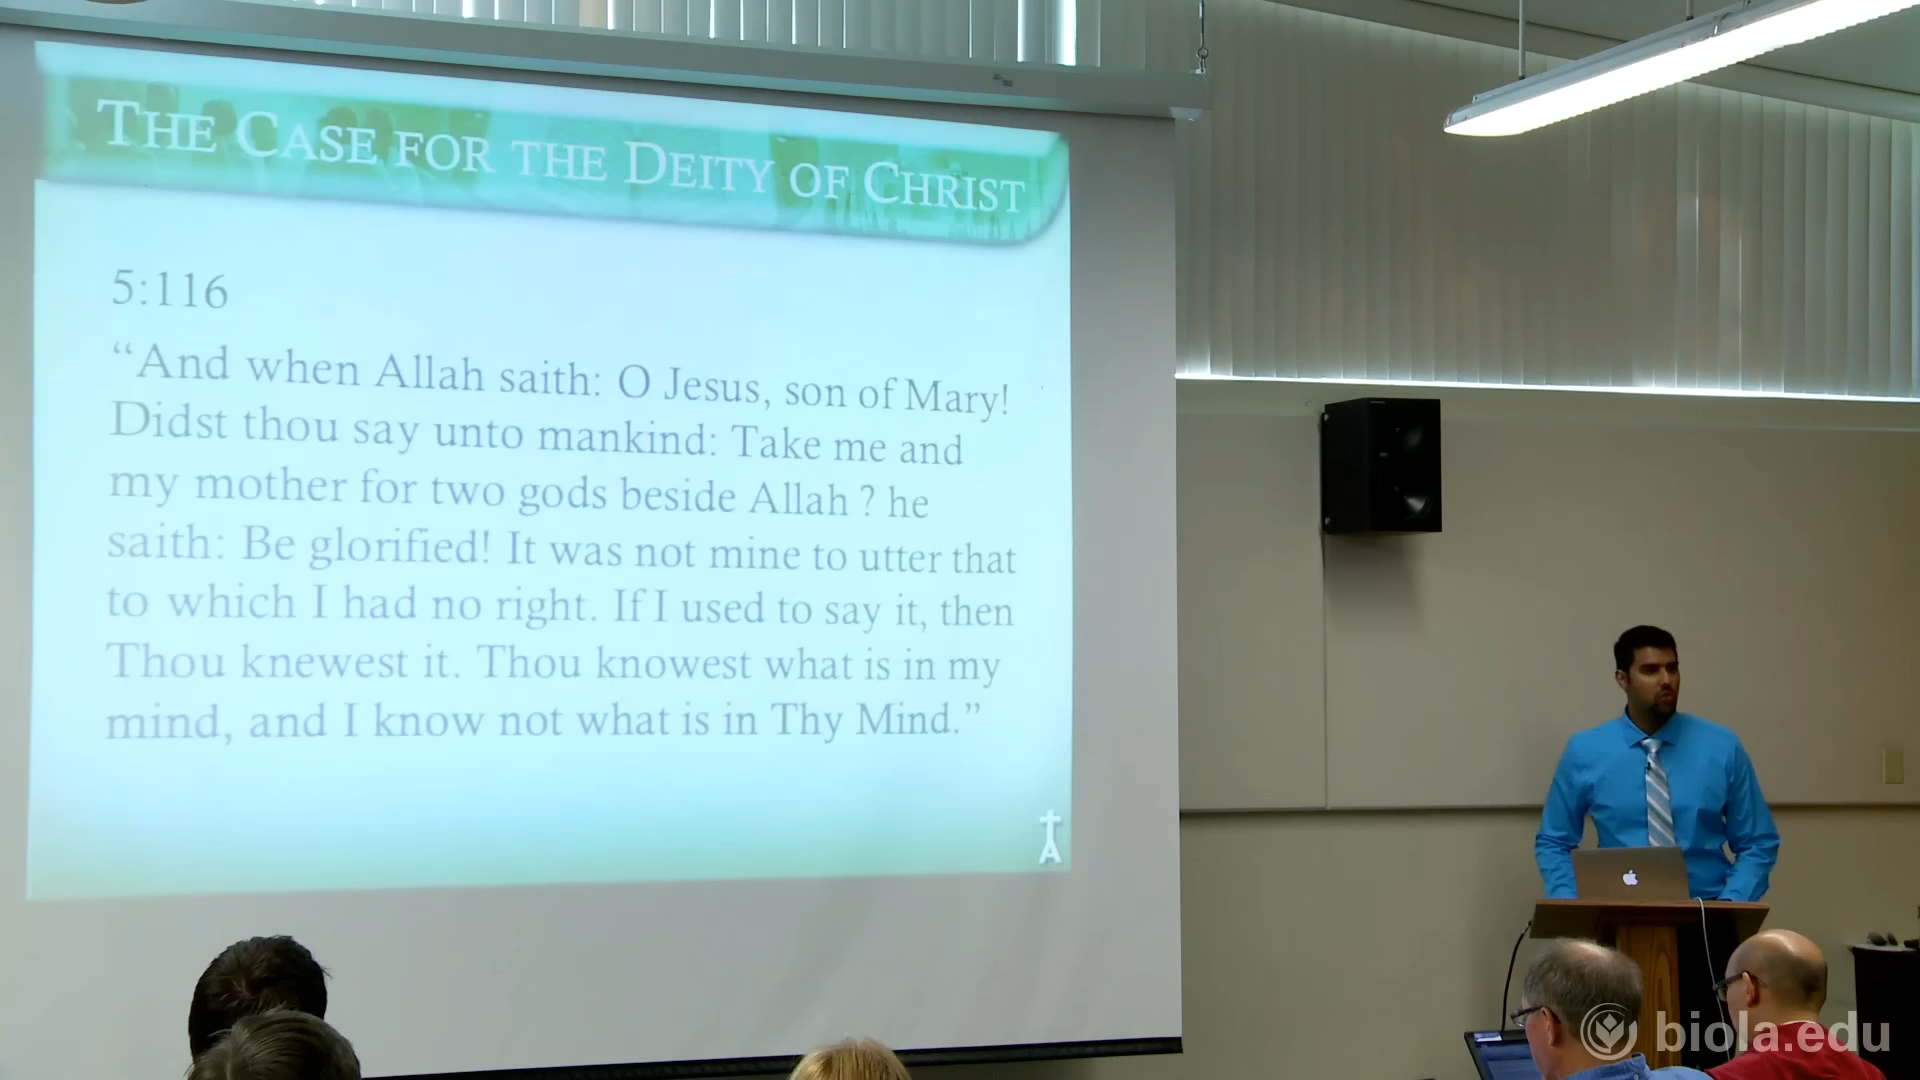 THE CASE FOR THE DEITY OF CHRIST
5:116
“And when Allah saith: O Jesus, son of Mary!
Didst thou say unto mankind: Take me and
my mother for two gods beside Allah ? he
saith: Be glorified! It was not mine to utter that
to which I had no right. If I used to say it, then
Thou knewest it. Thou knowest what is in my
mind, and I know not what is in Thy Mind.”
biola.edu